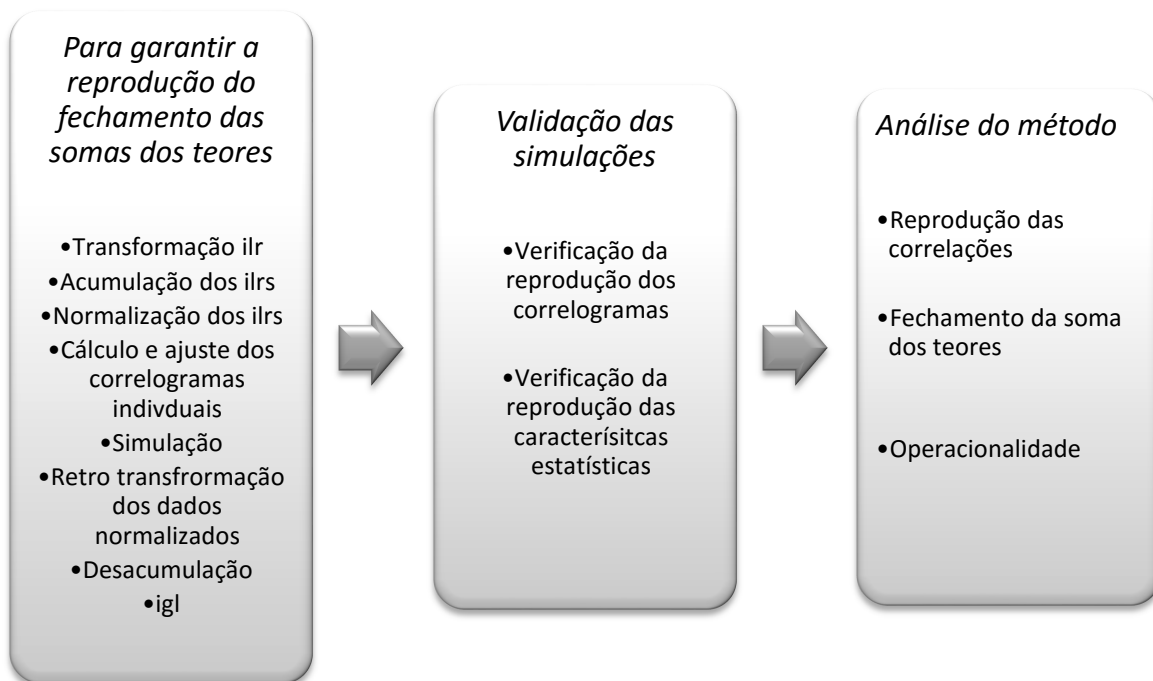 Para garantir a
reprodução do
fechamento das
somas dos teores
•Transformação ilr
•Acumulação dos ilrs
•Normalização dos ilrs
•Cálculo e ajuste dos
correlogramas
indivduais
•Simulação
•Retro transfrormação
dos dados
normalizados
•Desacumulação
•igl
Validação das
simulações
•Verificação da
reprodução dos
correlogramas
•Verificação da
reprodução das
caracterísitcas
estatísticas
Análise do método
•Reprodução das
correlações
•Fechamento da soma
dos teores
•Operacionalidade